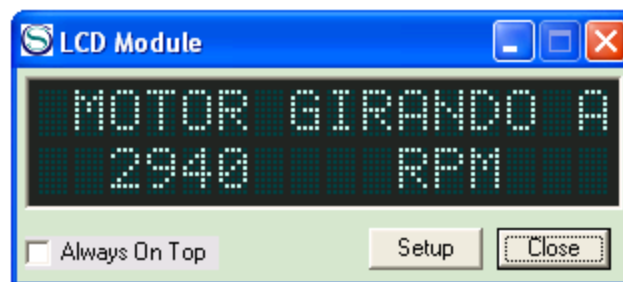 LCD Module
MOTOR GIRANDO A
2940 RPM
Always On Top
Setup
Close